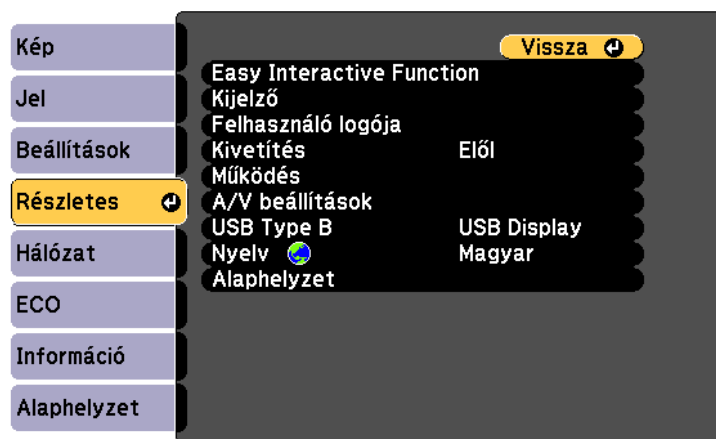 Kép
Jel
Beállítások
Részletes
Hálózat
ECO
Információ
Alaphelyzet
Vissza
Easy Interactive Function
Kijelző
Felhasználó logója
Kivetítés Elől
Működés
A/V beállítások
USB Type B USB Display
Nyelv Magyar
Alaphelyzet